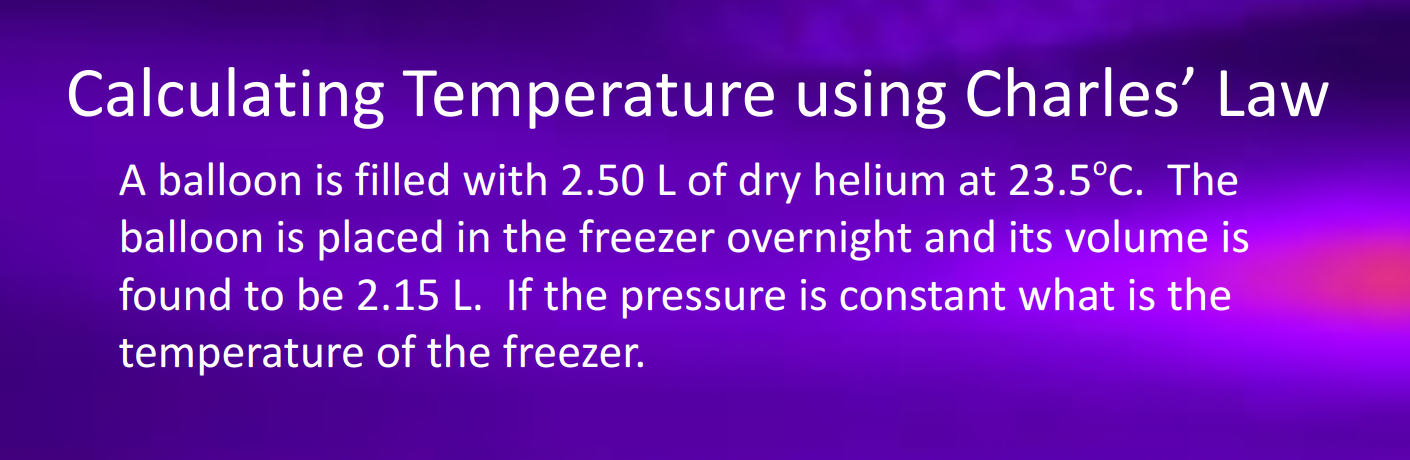 Calculating Temperature using Charles’ Law
A balloon is filled with 2.50 L of dry helium at 23.5ºC.  The
balloon is placed in the freezer overnight and its volume is
found to be 2.15 L.  If the pressure is constant what is the
temperature of the freezer.